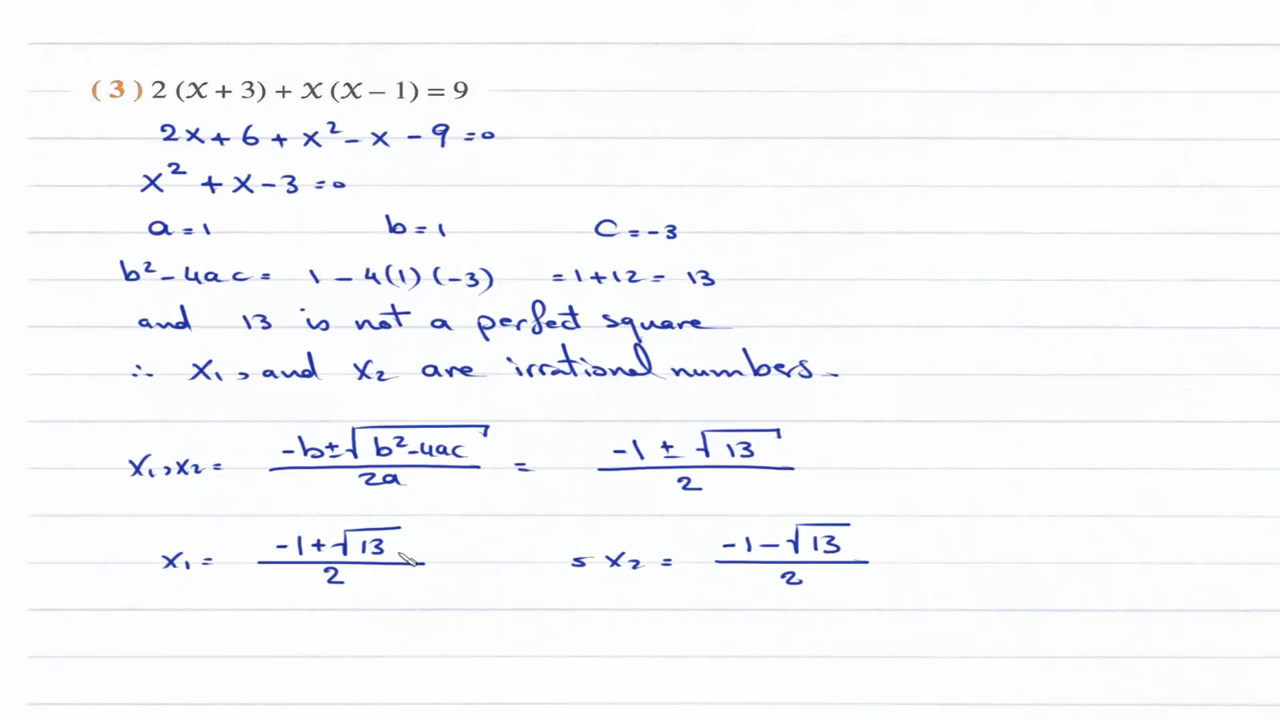 (3) 2 (X + 3) + X (X − 1) = 9
2x + 6 + x² − x − 9 = 0
x² + x − 3 = 0
a = 1 b = 1 C = −3
b² − 4ac = 1 − 4(1)(−3) = 1 + 12 = 13
and 13 is not a perfect square
∴ x₁, and x₂ are irrational numbers.
x₁, x₂ = (−b ± √(b² − 4ac)) / 2a = (−1 ± √13) / 2
x₁ = (−1 + √13) / 2 , x₂ = (−1 − √13) / 2